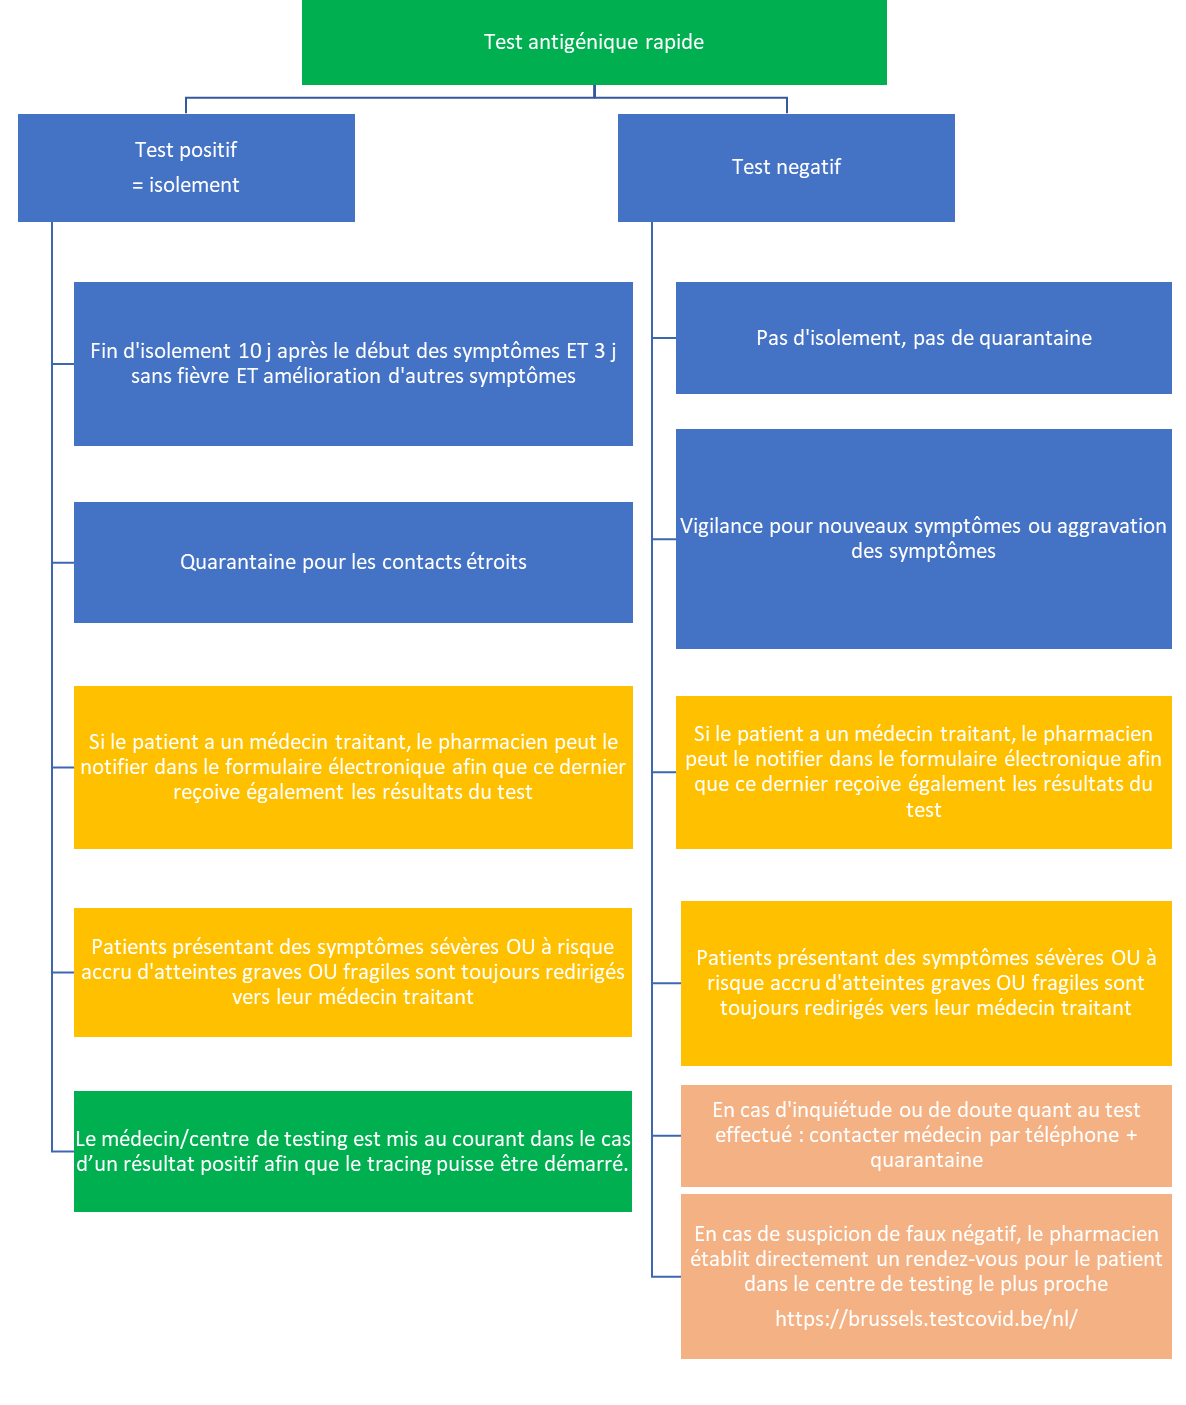 Test antigénique rapide
Test positif
= isolement
Fin d'isolement 10 j après le début des symptômes ET 3 j
sans fièvre ET amélioration d'autres symptômes
Quarantaine pour les contacts étroits
Si le patient a un médecin traitant, le pharmacien peut le
notifier dans le formulaire électronique afin que ce dernier
reçoive également les résultats du test
Patients présentant des symptômes sévères OU à risque
accru d'atteintes graves OU fragiles sont toujours redirigés
vers leur médecin traitant
Le médecin/centre de testing est mis au courant dans le cas
d’un résultat positif afin que le tracing puisse être démarré.
Test negatif
Pas d'isolement, pas de quarantaine
Vigilance pour nouveaux symptômes ou aggravation
des symptômes
Si le patient a un médecin traitant, le pharmacien
peut le notifier dans le formulaire électronique afin
que ce dernier reçoive également les résultats du
test
Patients présentant des symptômes sévères OU à
risque accru d'atteintes graves OU fragiles sont
toujours redirigés vers leur médecin traitant
En cas d'inquiétude ou de doute quant au test
effectué : contacter médecin par téléphone +
quarantaine
En cas de suspicion de faux négatif, le pharmacien
établit directement un rendez-vous pour le patient
dans le centre de testing le plus proche
https://brussels.testcovid.be/nl/